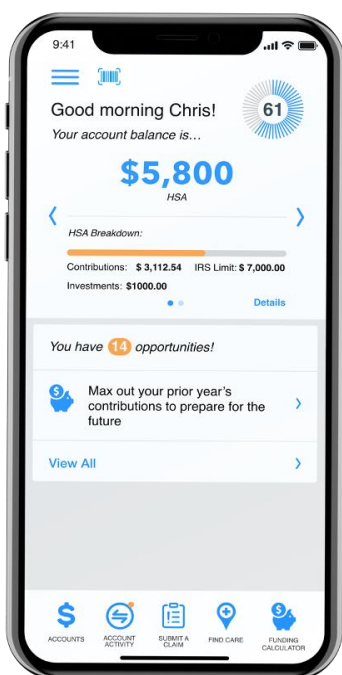 9:41
Good morning Chris!
61
Your account balance is...
$5,800
HSA
HSA Breakdown:
Contributions: $ 3,112.54 IRS Limit: $ 7,000.00
Investments: $1000.00
Details
You have 14 opportunities!
Max out your prior year's
contributions to prepare for the
future
View All
ACCOUNTS
ACCOUNT
ACTIVITY
SUBMIT A
CLAIM
FIND CARE
FUNDING
CALCULATOR